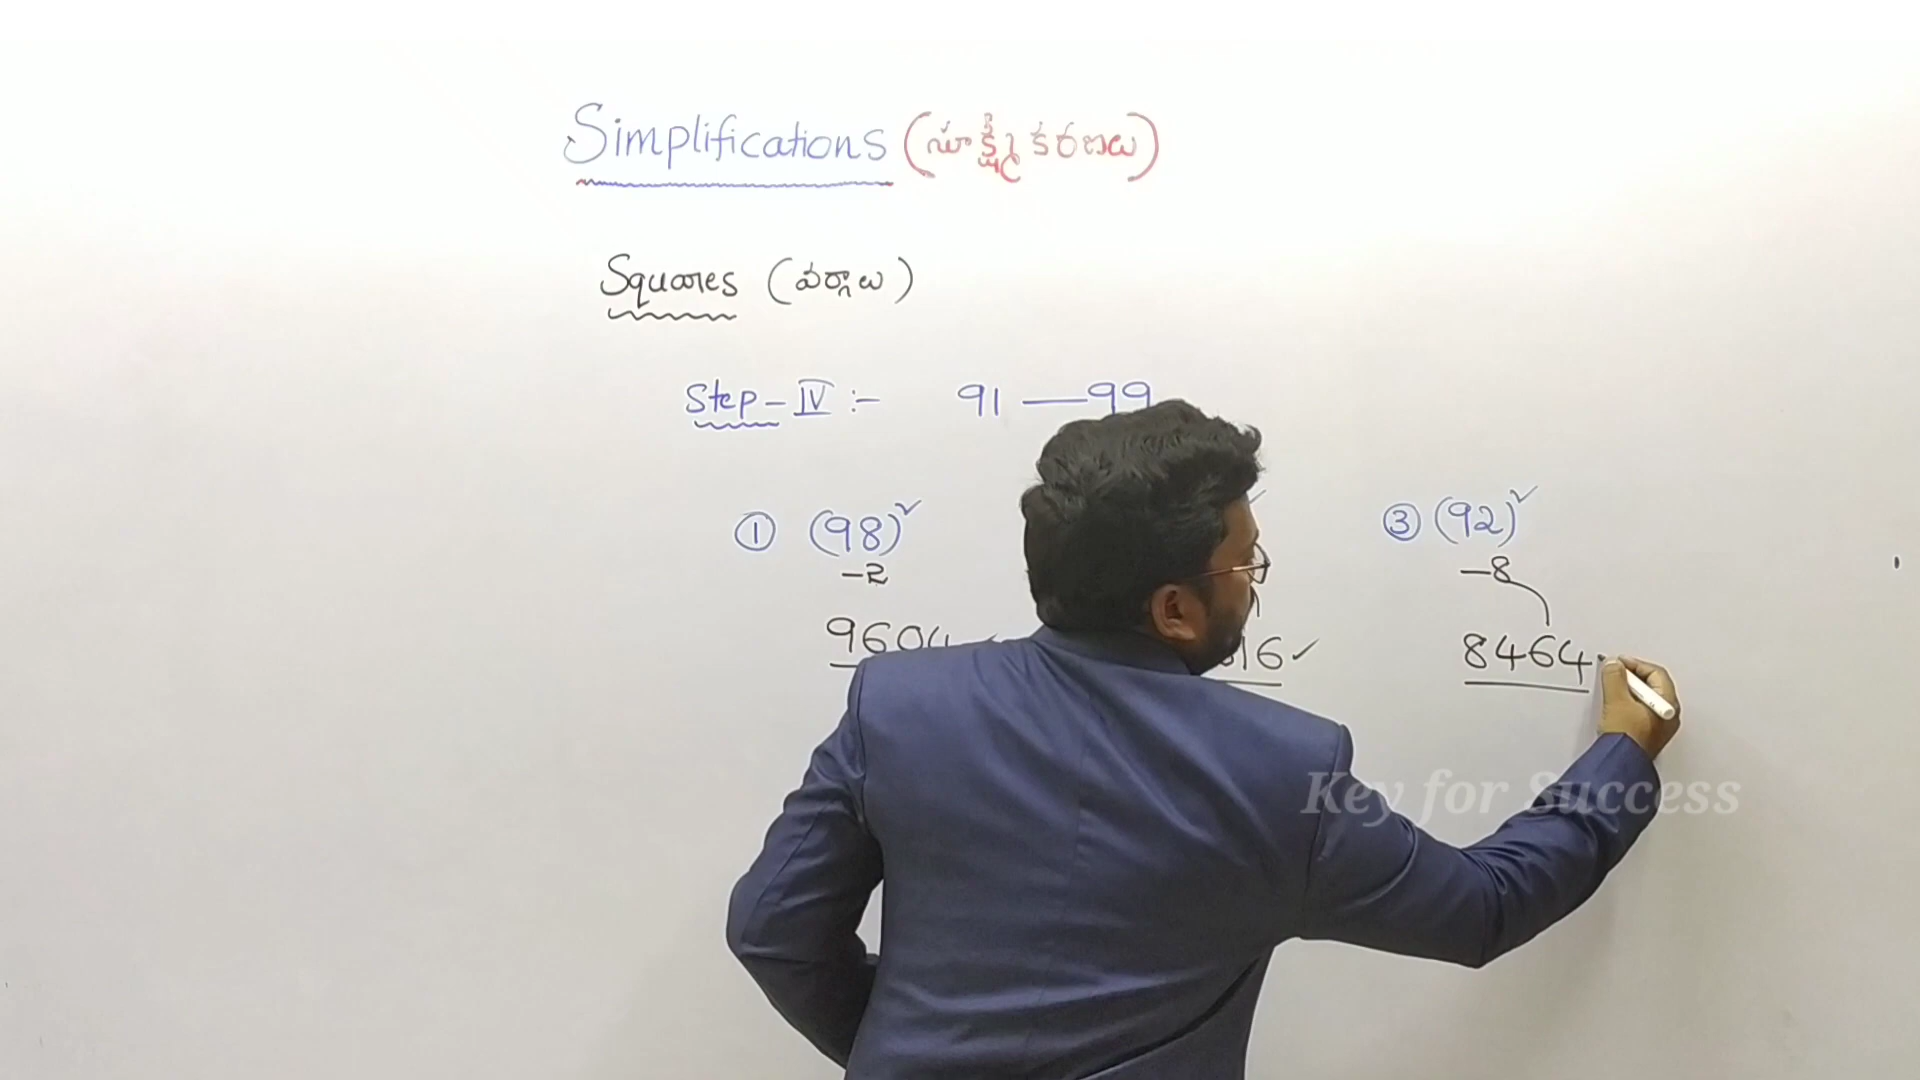 Simplifications (సూక్ష్మీకరణలు)
Squares (వర్గాలు)
Step-IV :- 91 — 99
① (98)² ③ (92)²
-2 -8
9604 16 ✓ 8464
Key for Success